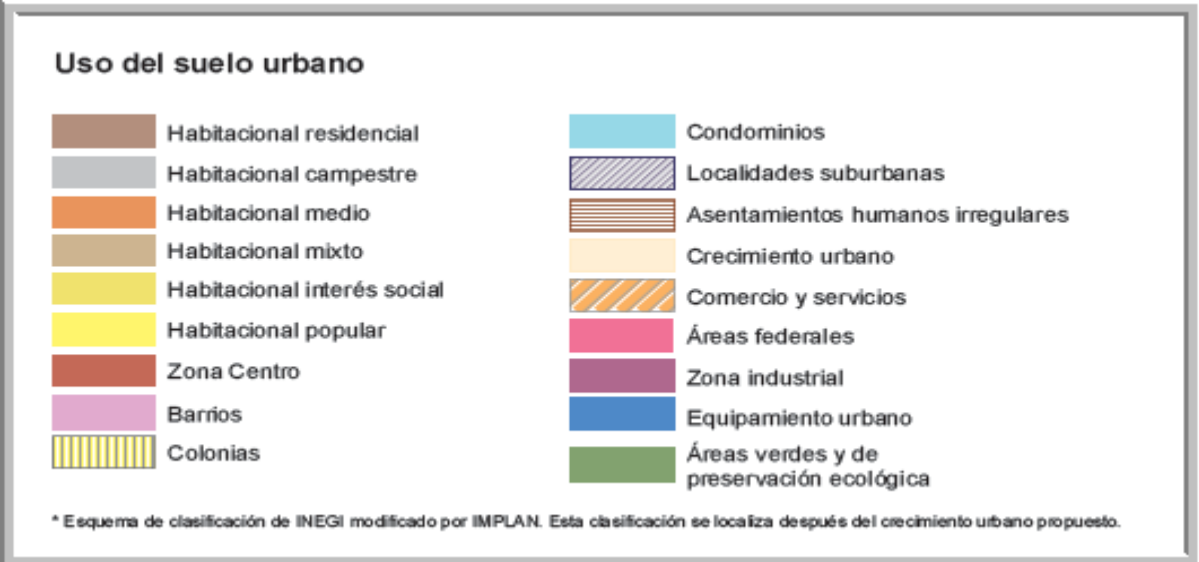 Uso del suelo urbano
Habitacional residencial
Habitacional campestre
Habitacional medio
Habitacional mixto
Habitacional interés social
Habitacional popular
Zona Centro
Barrios
Colonias
Condominios
Localidades suburbanas
Asentamientos humanos irregulares
Crecimiento urbano
Comercio y servicios
Áreas federales
Zona industrial
Equipamiento urbano
Áreas verdes y de
preservación ecológica
* Esquema de clasificación de INEGI modificado por IMPLAN. Esta clasificación se localiza después del crecimiento urbano propuesto.